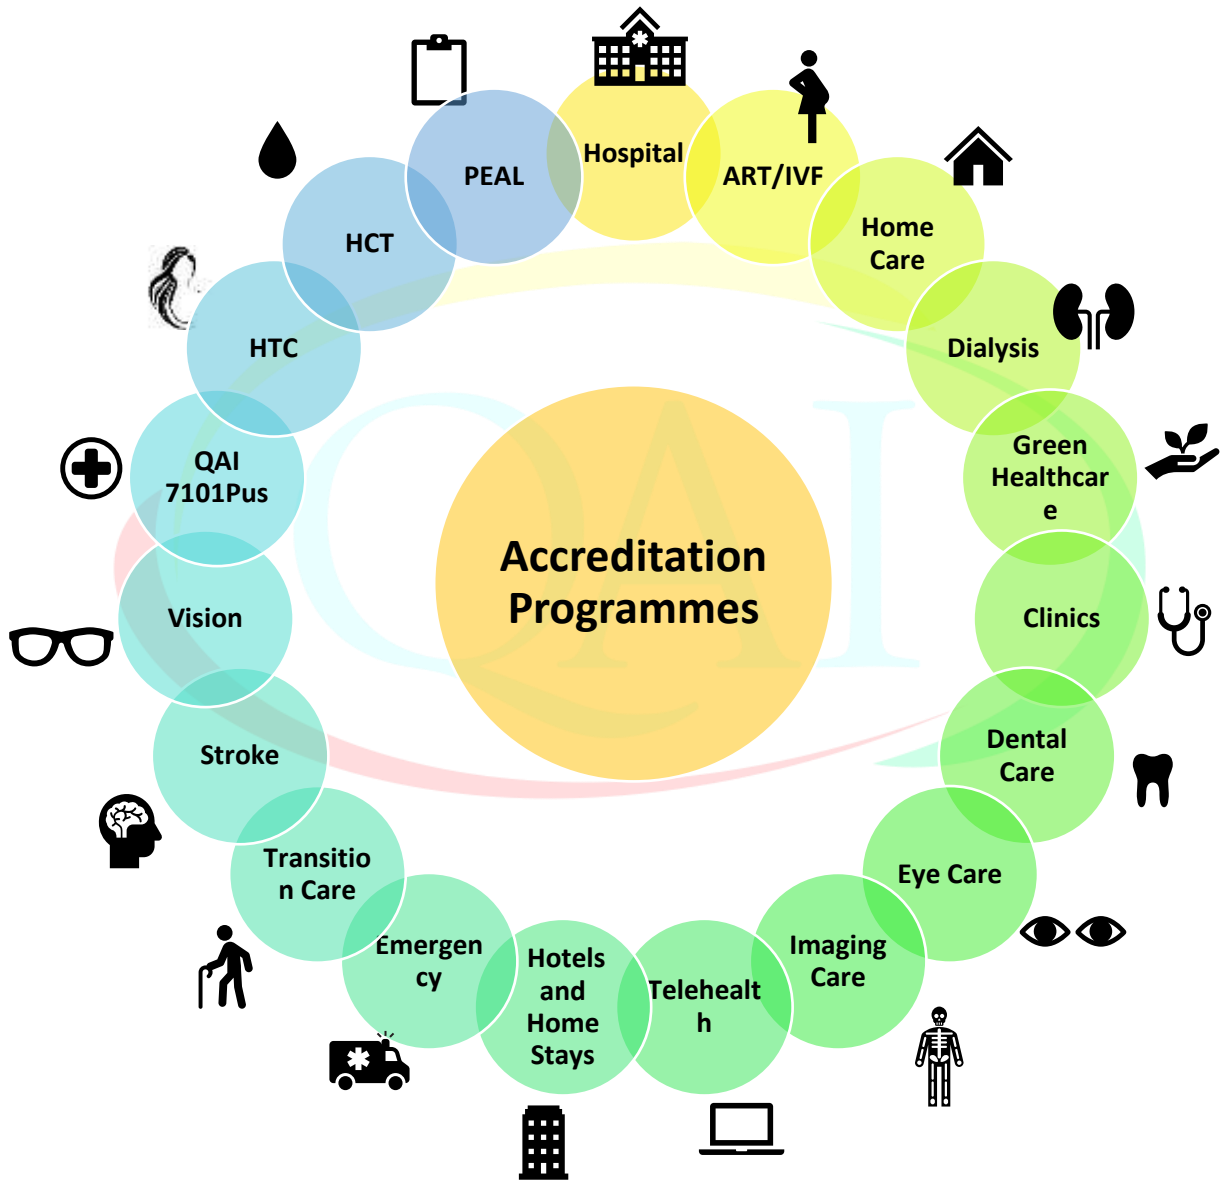 Hospital
ART/IVF
Home
Care
Dialysis
Green
Healthcar
e
Clinics
Dental
Care
Eye Care
Imaging
Care
Telehealt
h
Hotels
and
Home
Stays
Emergen
cy
Transitio
n Care
Stroke
Vision
QAI
7101Pus
HTC
HCT
PEAL
Accreditation
Programmes
QAI